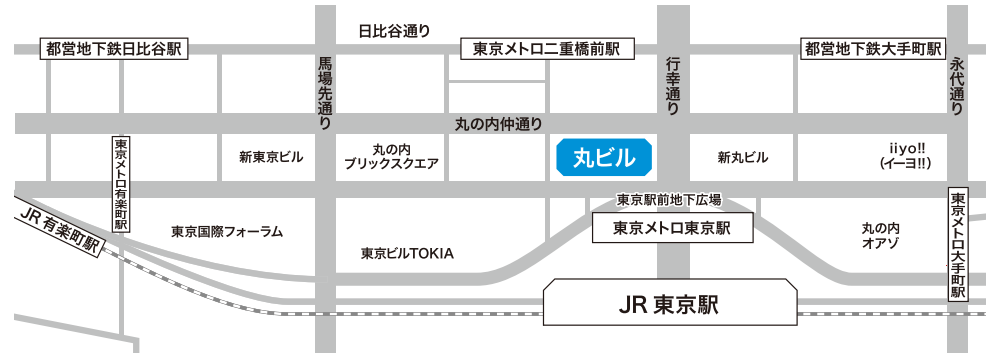 日比谷通り
都営地下鉄日比谷駅
東京メトロ二重橋前駅
都営地下鉄大手町駅
馬場先通り
行幸通り
永代通り
丸の内仲通り
東京メトロ有楽町駅
新東京ビル
丸の内
ブリックスクエア
丸ビル
新丸ビル
iiyo!!
(イーヨ!!)
JR 有楽町駅
東京国際フォーラム
東京ビルTOKIA
東京駅前地下広場
東京メトロ東京駅
丸の内
オアゾ
東京メトロ大手町駅
JR 東京駅